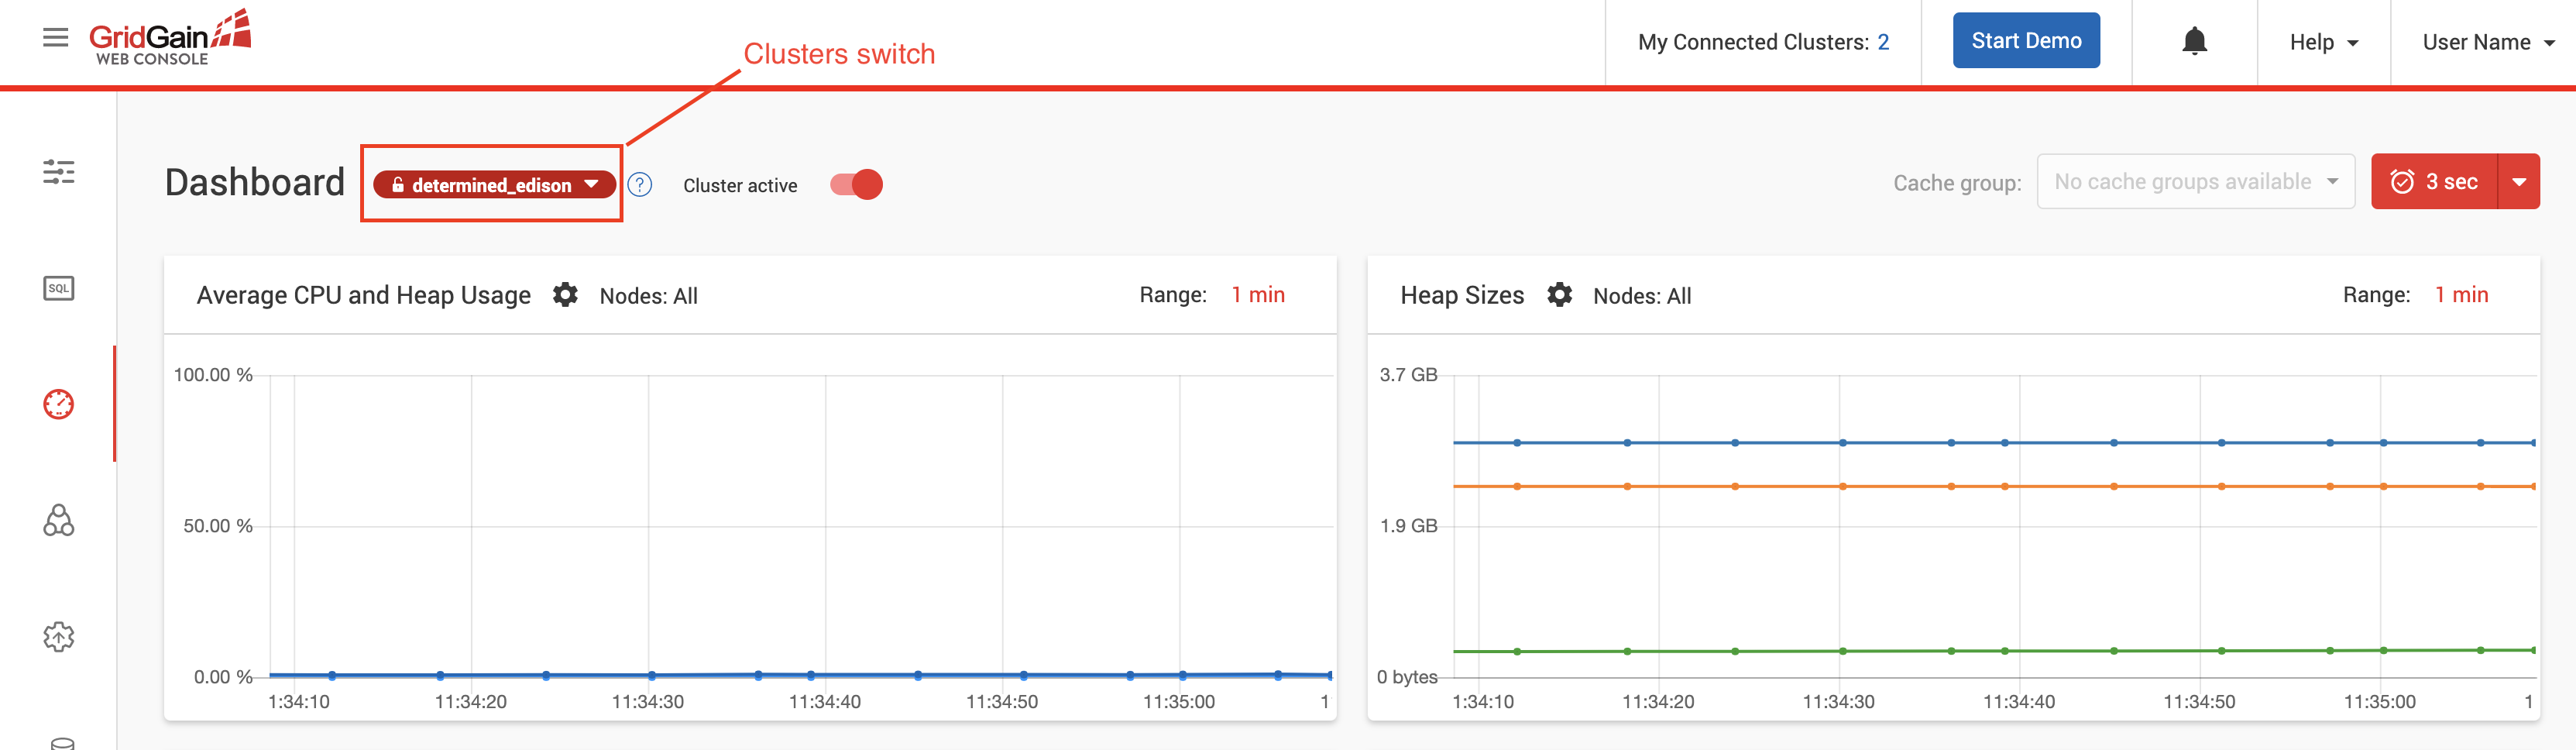 GridGain
WEB CONSOLE
Clusters switch
My Connected Clusters: 2
Start Demo
Help
User Name
Dashboard
determined_edison
?
Cluster active
Cache group:
No cache groups available
3 sec
SQL
Average CPU and Heap Usage
Nodes: All
Range: 1 min
100.00 %
50.00 %
0.00 %
1:34:10 11:34:20 11:34:30 11:34:40 11:34:50 11:35:00 1
Heap Sizes
Nodes: All
Range: 1 min
3.7 GB
1.9 GB
0 bytes
1:34:10 11:34:20 11:34:30 11:34:40 11:34:50 11:35:00 1